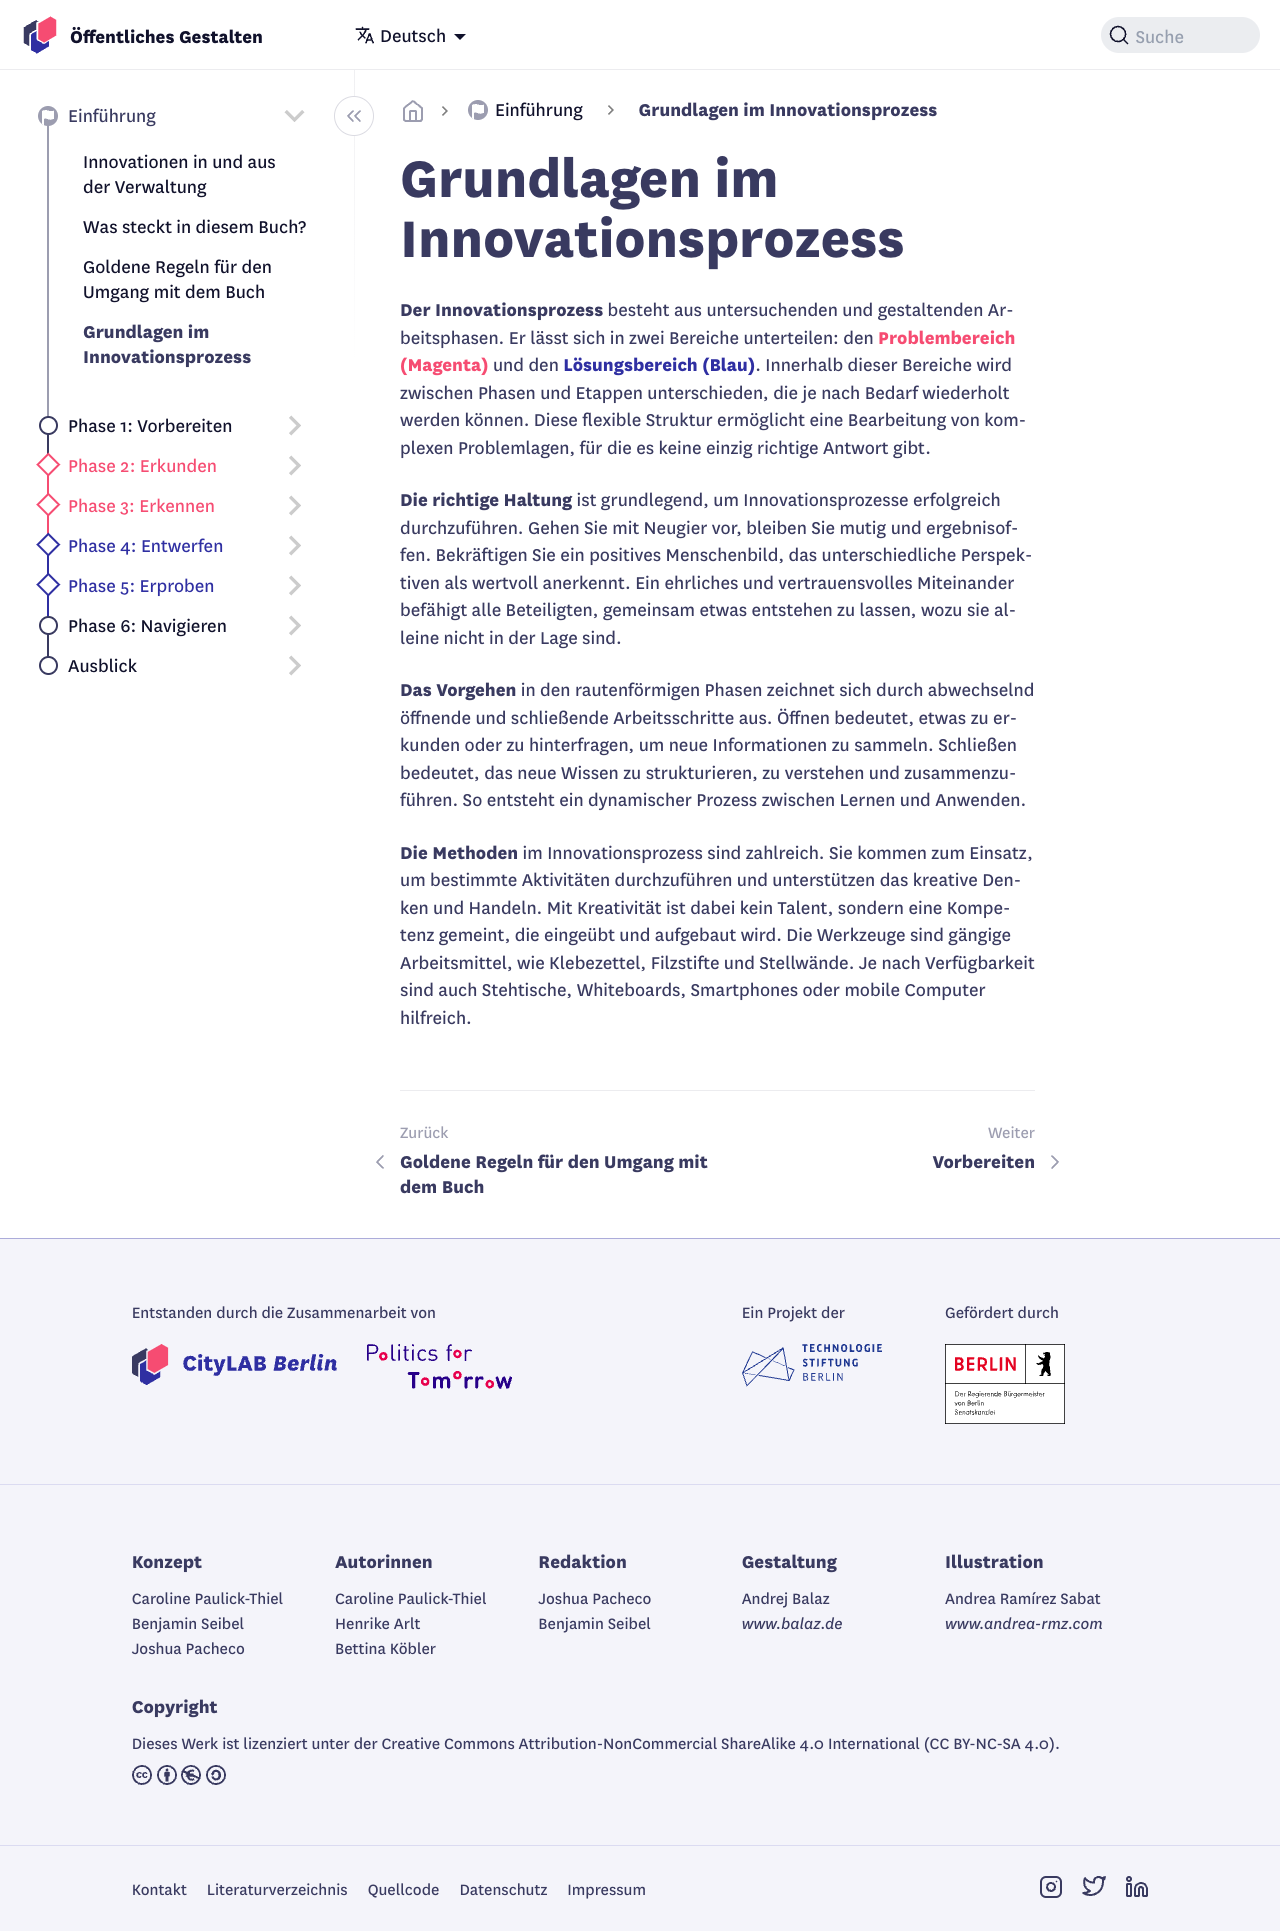 Öffentliches Gestalten
Deutsch
Suche
Einführung
Innovationen in und aus
der Verwaltung
Was steckt in diesem Buch?
Goldene Regeln für den
Umgang mit dem Buch
Grundlagen im
Innovationsprozess
Phase 1: Vorbereiten
Phase 2: Erkunden
Phase 3: Erkennen
Phase 4: Entwerfen
Phase 5: Erproben
Phase 6: Navigieren
Ausblick
Einführung
Grundlagen im Innovationsprozess
Grundlagen im
Innovationsprozess
Der Innovationsprozess besteht aus untersuchenden und gestaltenden Ar-
beitsphasen. Er lässt sich in zwei Bereiche unterteilen: den Problembereich
(Magenta) und den Lösungsbereich (Blau). Innerhalb dieser Bereiche wird
zwischen Phasen und Etappen unterschieden, die je nach Bedarf wiederholt
werden können. Diese flexible Struktur ermöglicht eine Bearbeitung von kom-
plexen Problemlagen, für die es keine einzig richtige Antwort gibt.
Die richtige Haltung ist grundlegend, um Innovationsprozesse erfolgreich
durchzuführen. Gehen Sie mit Neugier vor, bleiben Sie mutig und ergebnisof-
fen. Bekräftigen Sie ein positives Menschenbild, das unterschiedliche Perspek-
tiven als wertvoll anerkennt. Ein ehrliches und vertrauensvolles Miteinander
befähigt alle Beteiligten, gemeinsam etwas entstehen zu lassen, wozu sie al-
leine nicht in der Lage sind.
Das Vorgehen in den rautenförmigen Phasen zeichnet sich durch abwechselnd
öffnende und schließende Arbeitsschritte aus. Öffnen bedeutet, etwas zu er-
kunden oder zu hinterfragen, um neue Informationen zu sammeln. Schließen
bedeutet, das neue Wissen zu strukturieren, zu verstehen und zusammenzu-
führen. So entsteht ein dynamischer Prozess zwischen Lernen und Anwenden.
Die Methoden im Innovationsprozess sind zahlreich. Sie kommen zum Einsatz,
um bestimmte Aktivitäten durchzuführen und unterstützen das kreative Den-
ken und Handeln. Mit Kreativität ist dabei kein Talent, sondern eine Kompe-
tenz gemeint, die eingeübt und aufgebaut wird. Die Werkzeuge sind gängige
Arbeitsmittel, wie Klebezettel, Filzstifte und Stellwände. Je nach Verfügbarkeit
sind auch Stehtische, Whiteboards, Smartphones oder mobile Computer
hilfreich.
Zurück
Goldene Regeln für den Umgang mit
dem Buch
Weiter
Vorbereiten
Entstanden durch die Zusammenarbeit von
CityLAB Berlin
Politics for
Tomorrow
Ein Projekt der
TECHNOLOGIE
STIFTUNG
BERLIN
Gefördert durch
BERLIN
Der Regierende Bürgermeister
von Berlin
Senatskanzlei
Konzept
Caroline Paulick-Thiel
Benjamin Seibel
Joshua Pacheco
Autorinnen
Caroline Paulick-Thiel
Henrike Arlt
Bettina Köbler
Redaktion
Joshua Pacheco
Benjamin Seibel
Gestaltung
Andrej Balaz
www.balaz.de
Illustration
Andrea Ramírez Sabat
www.andrea-rmz.com
Copyright
Dieses Werk ist lizenziert unter der Creative Commons Attribution-NonCommercial ShareAlike 4.0 International (CC BY-NC-SA 4.0).
Kontakt
Literaturverzeichnis
Quellcode
Datenschutz
Impressum